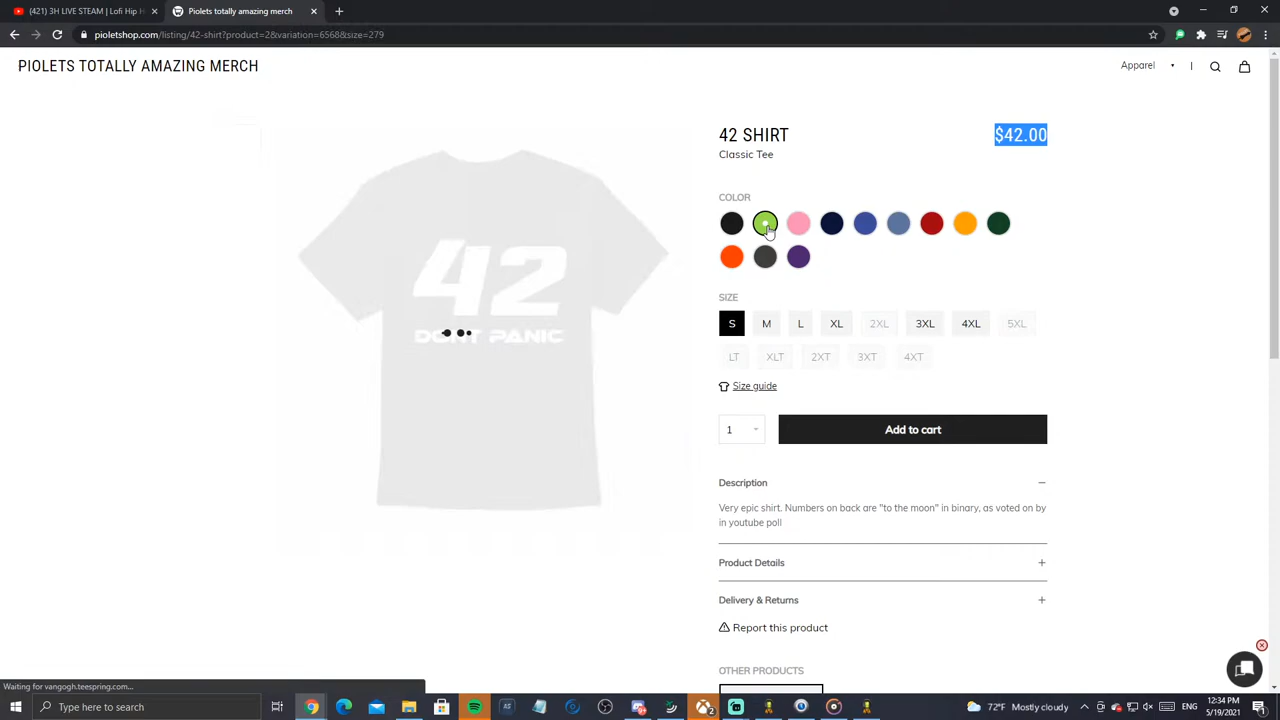 (421) 3H LIVE STEAM | Lofi Hip H
Piolets totally amazing merch
pioletshop.com/listing/42-shirt?product=2&variation=6568&size=279
PIOLETS TOTALLY AMAZING MERCH
Apparel
42 SHIRT
$42.00
Classic Tee
COLOR
42
DONT PANIC
SIZE
S M L XL 2XL 3XL 4XL 5XL
LT XLT 2XT 3XT 4XT
Size guide
1
Add to cart
Description
Very epic shirt. Numbers on back are "to the moon" in binary, as voted on by
in youtube poll
Product Details
Delivery & Returns
Report this product
OTHER PRODUCTS
Waiting for vangogh.teespring.com...
Type here to search
2
72°F Mostly cloudy
ENG
12:34 PM
5/19/2021